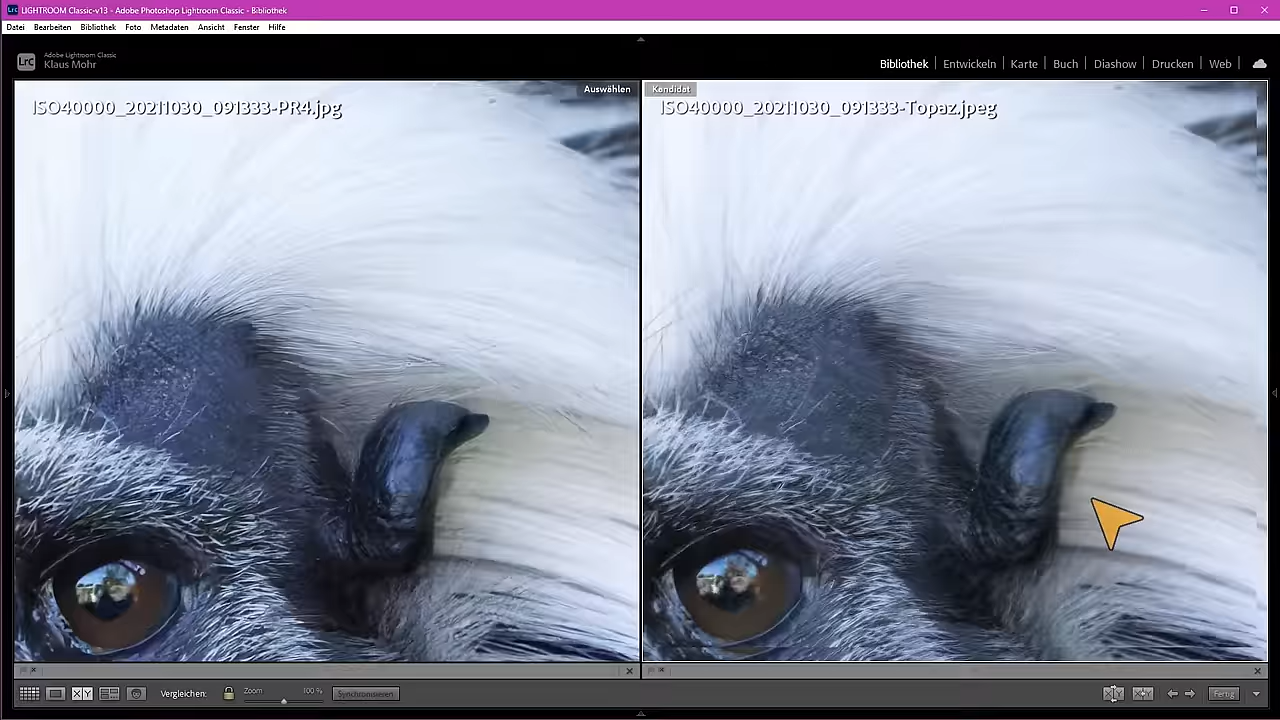 LIGHTROOM Classic-v13 - Adobe Photoshop Lightroom Classic - Bibliothek
Datei Bearbeiten Bibliothek Foto Metadaten Ansicht Fenster Hilfe
LrC
Adobe Lightroom Classic
Klaus Mohr
Bibliothek | Entwickeln | Karte | Buch | Diashow | Drucken | Web |
Auswählen
ISO40000_20211030_091333-PR4.jpg
Kandidat
ISO40000_20211030_091333-Topaz.jpeg
XY Vergleichen: Zoom 100 % Synchronisieren
Fertig